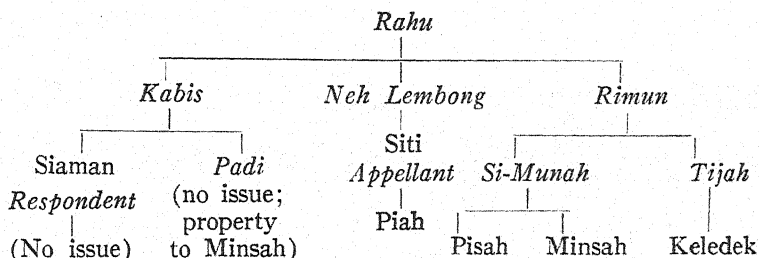 Rahu
Kabis Neh Lembong Rimun
Siaman Padi Siti
Respondent (no issue; Appellant Si-Munah Tijah
property Piah
(No issue) to Minsah) Pisah Minsah Keledek